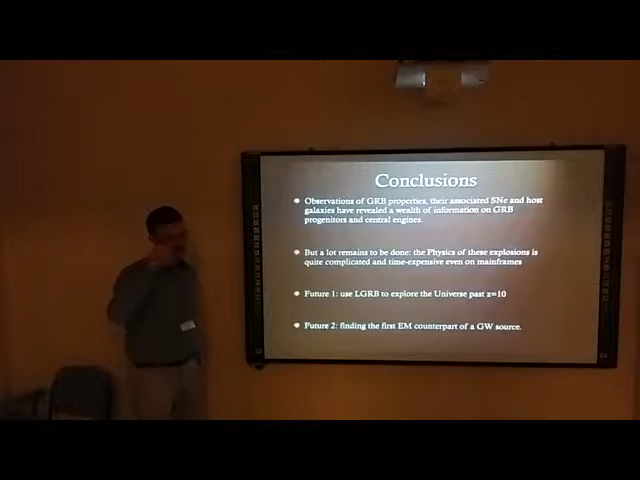 Conclusions
Observations of GRB properties, their associated SNe and host
galaxies have revealed a wealth of information on GRB
progenitors and central engines.
But a lot remains to be done: the Physics of these explosions is
quite complicated and time-expensive even on mainframes
Future 1: use LGRB to explore the Universe past z=10
Future 2: finding the first EM counterpart of a GW source.